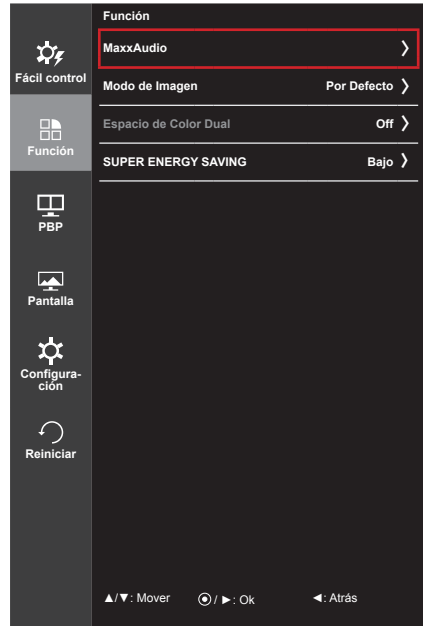 Fácil control
Función
PBP
Pantalla
Configura-
ción
Reiniciar
Función
MaxxAudio
Modo de Imagen Por Defecto
Espacio de Color Dual Off
SUPER ENERGY SAVING Bajo
▲/▼: Mover ⦿/ ►: Ok ◄: Atrás